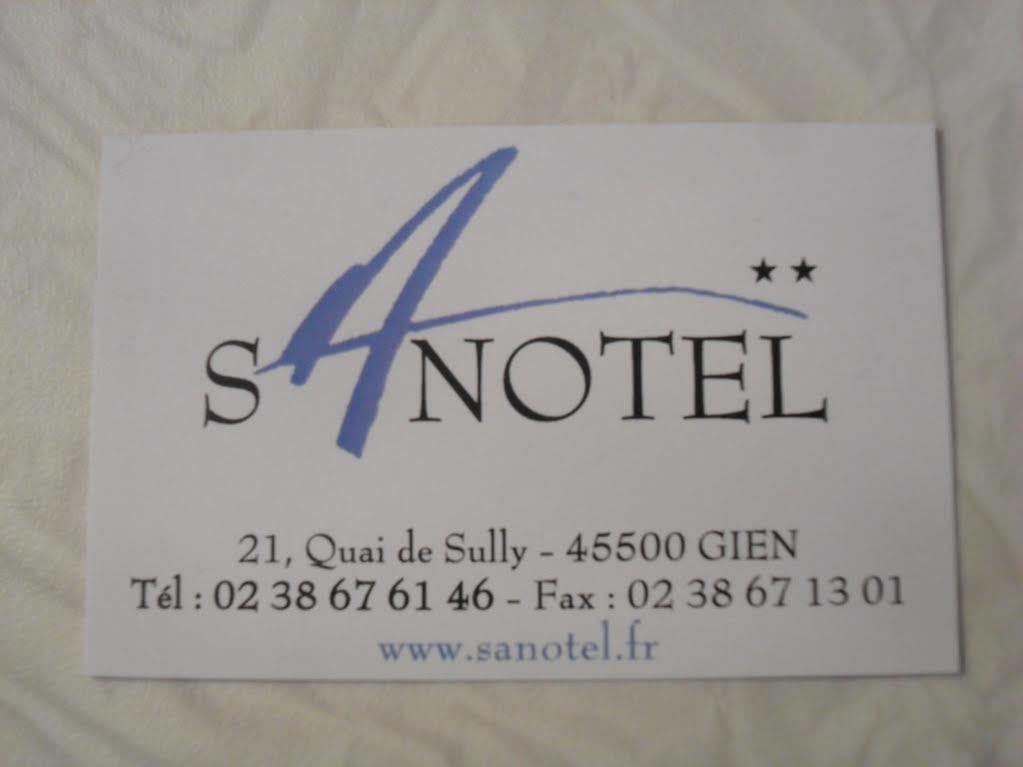 ★★
SANOTEL
21, Quai de Sully - 45500 GIEN
Tél : 02 38 67 61 46 - Fax : 02 38 67 13 01
www.sanotel.fr